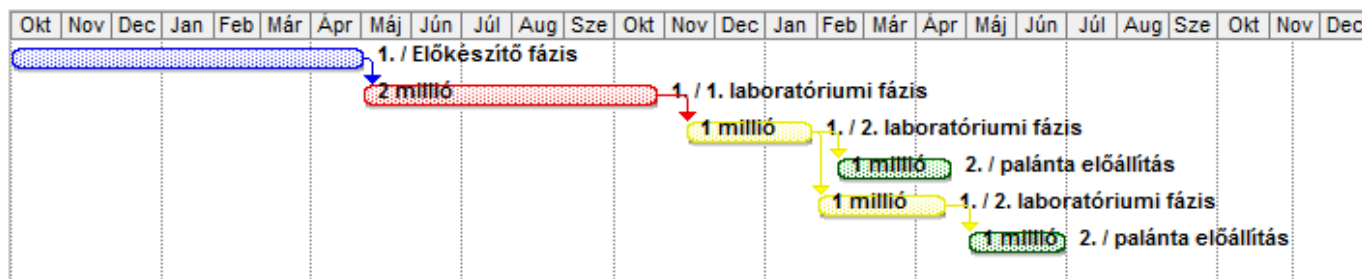 Okt Nov Dec Jan Feb Már Ápr Máj Jún Júl Aug Sze Okt Nov Dec Jan Feb Már Ápr Máj Jún Júl Aug Sze Okt Nov Dec
1. / Előkészítő fázis
2 millió 1. / 1. laboratóriumi fázis
1 millió 1. / 2. laboratóriumi fázis
1 millió 2. / palánta előállítás
1 millió 1. / 2. laboratóriumi fázis
1 millió 2. / palánta előállítás